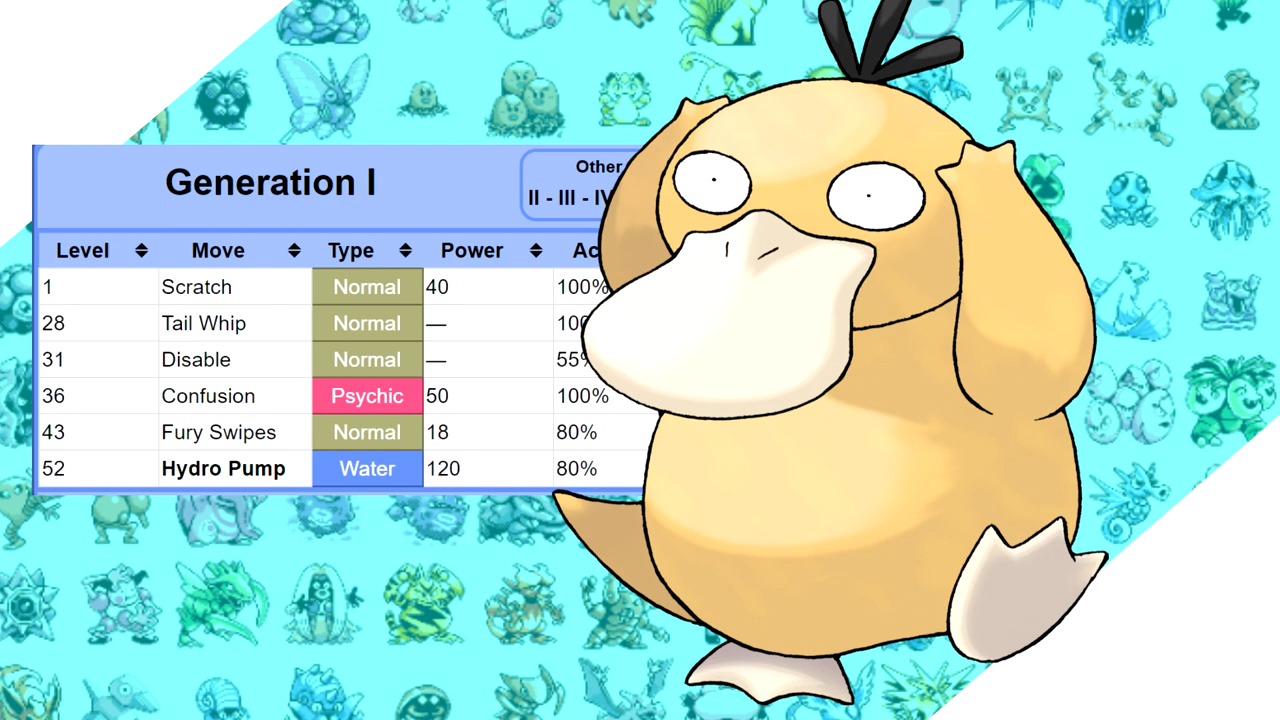 Generation I
Other
II - III - IV
Level Move Type Power Ac
1 Scratch Normal 40 100%
28 Tail Whip Normal — 100
31 Disable Normal — 55%
36 Confusion Psychic 50 100%
43 Fury Swipes Normal 18 80%
52 Hydro Pump Water 120 80%